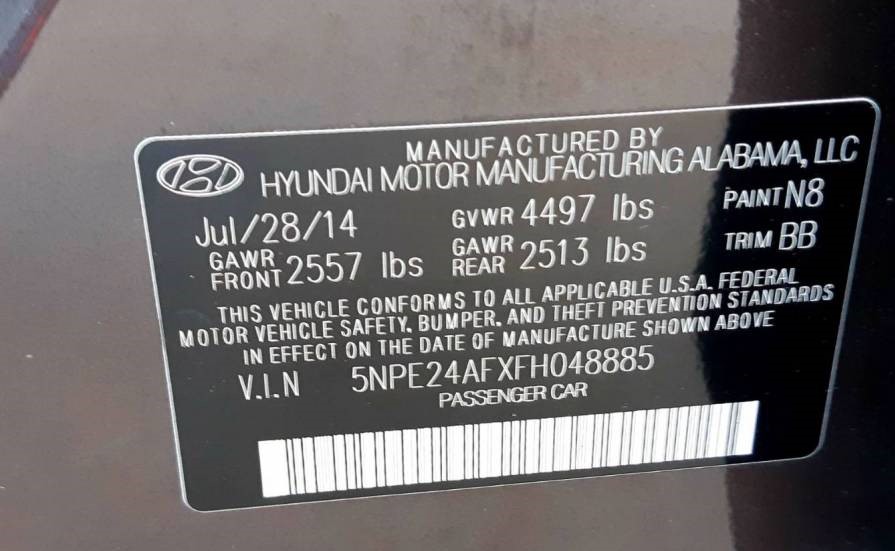 MANUFACTURED BY
HYUNDAI MOTOR MANUFACTURING ALABAMA, LLC
Jul/28/14 GVWR 4497 lbs PAINT N8
GAWR FRONT 2557 lbs GAWR REAR 2513 lbs TRIM BB
THIS VEHICLE CONFORMS TO ALL APPLICABLE U.S.A. FEDERAL
MOTOR VEHICLE SAFETY, BUMPER, AND THEFT PREVENTION STANDARDS
IN EFFECT ON THE DATE OF MANUFACTURE SHOWN ABOVE
V.I.N 5NPE24AFXFH048885
PASSENGER CAR